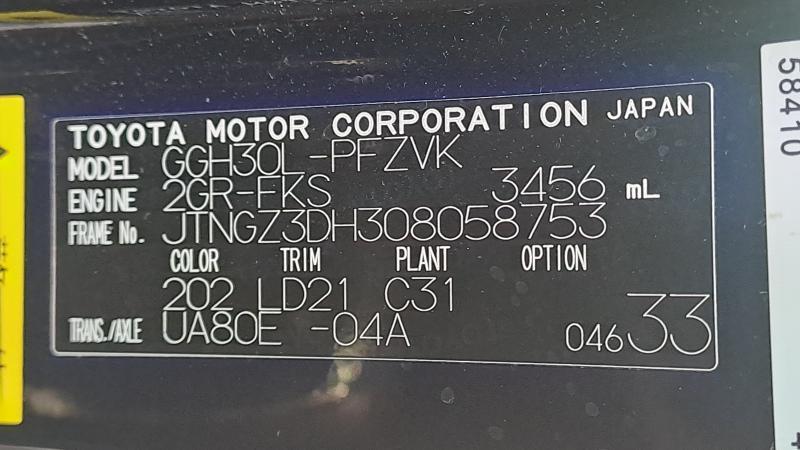 TOYOTA MOTOR CORPORATION JAPAN
MODEL GGH30L-PFZVK
ENGINE 2GR-FKS 3456 mL
FRAME No. JTNGZ3DH308058753
COLOR TRIM PLANT OPTION
202 LD21 C31
TRANS./AXLE UA80E -04A 04633
58410